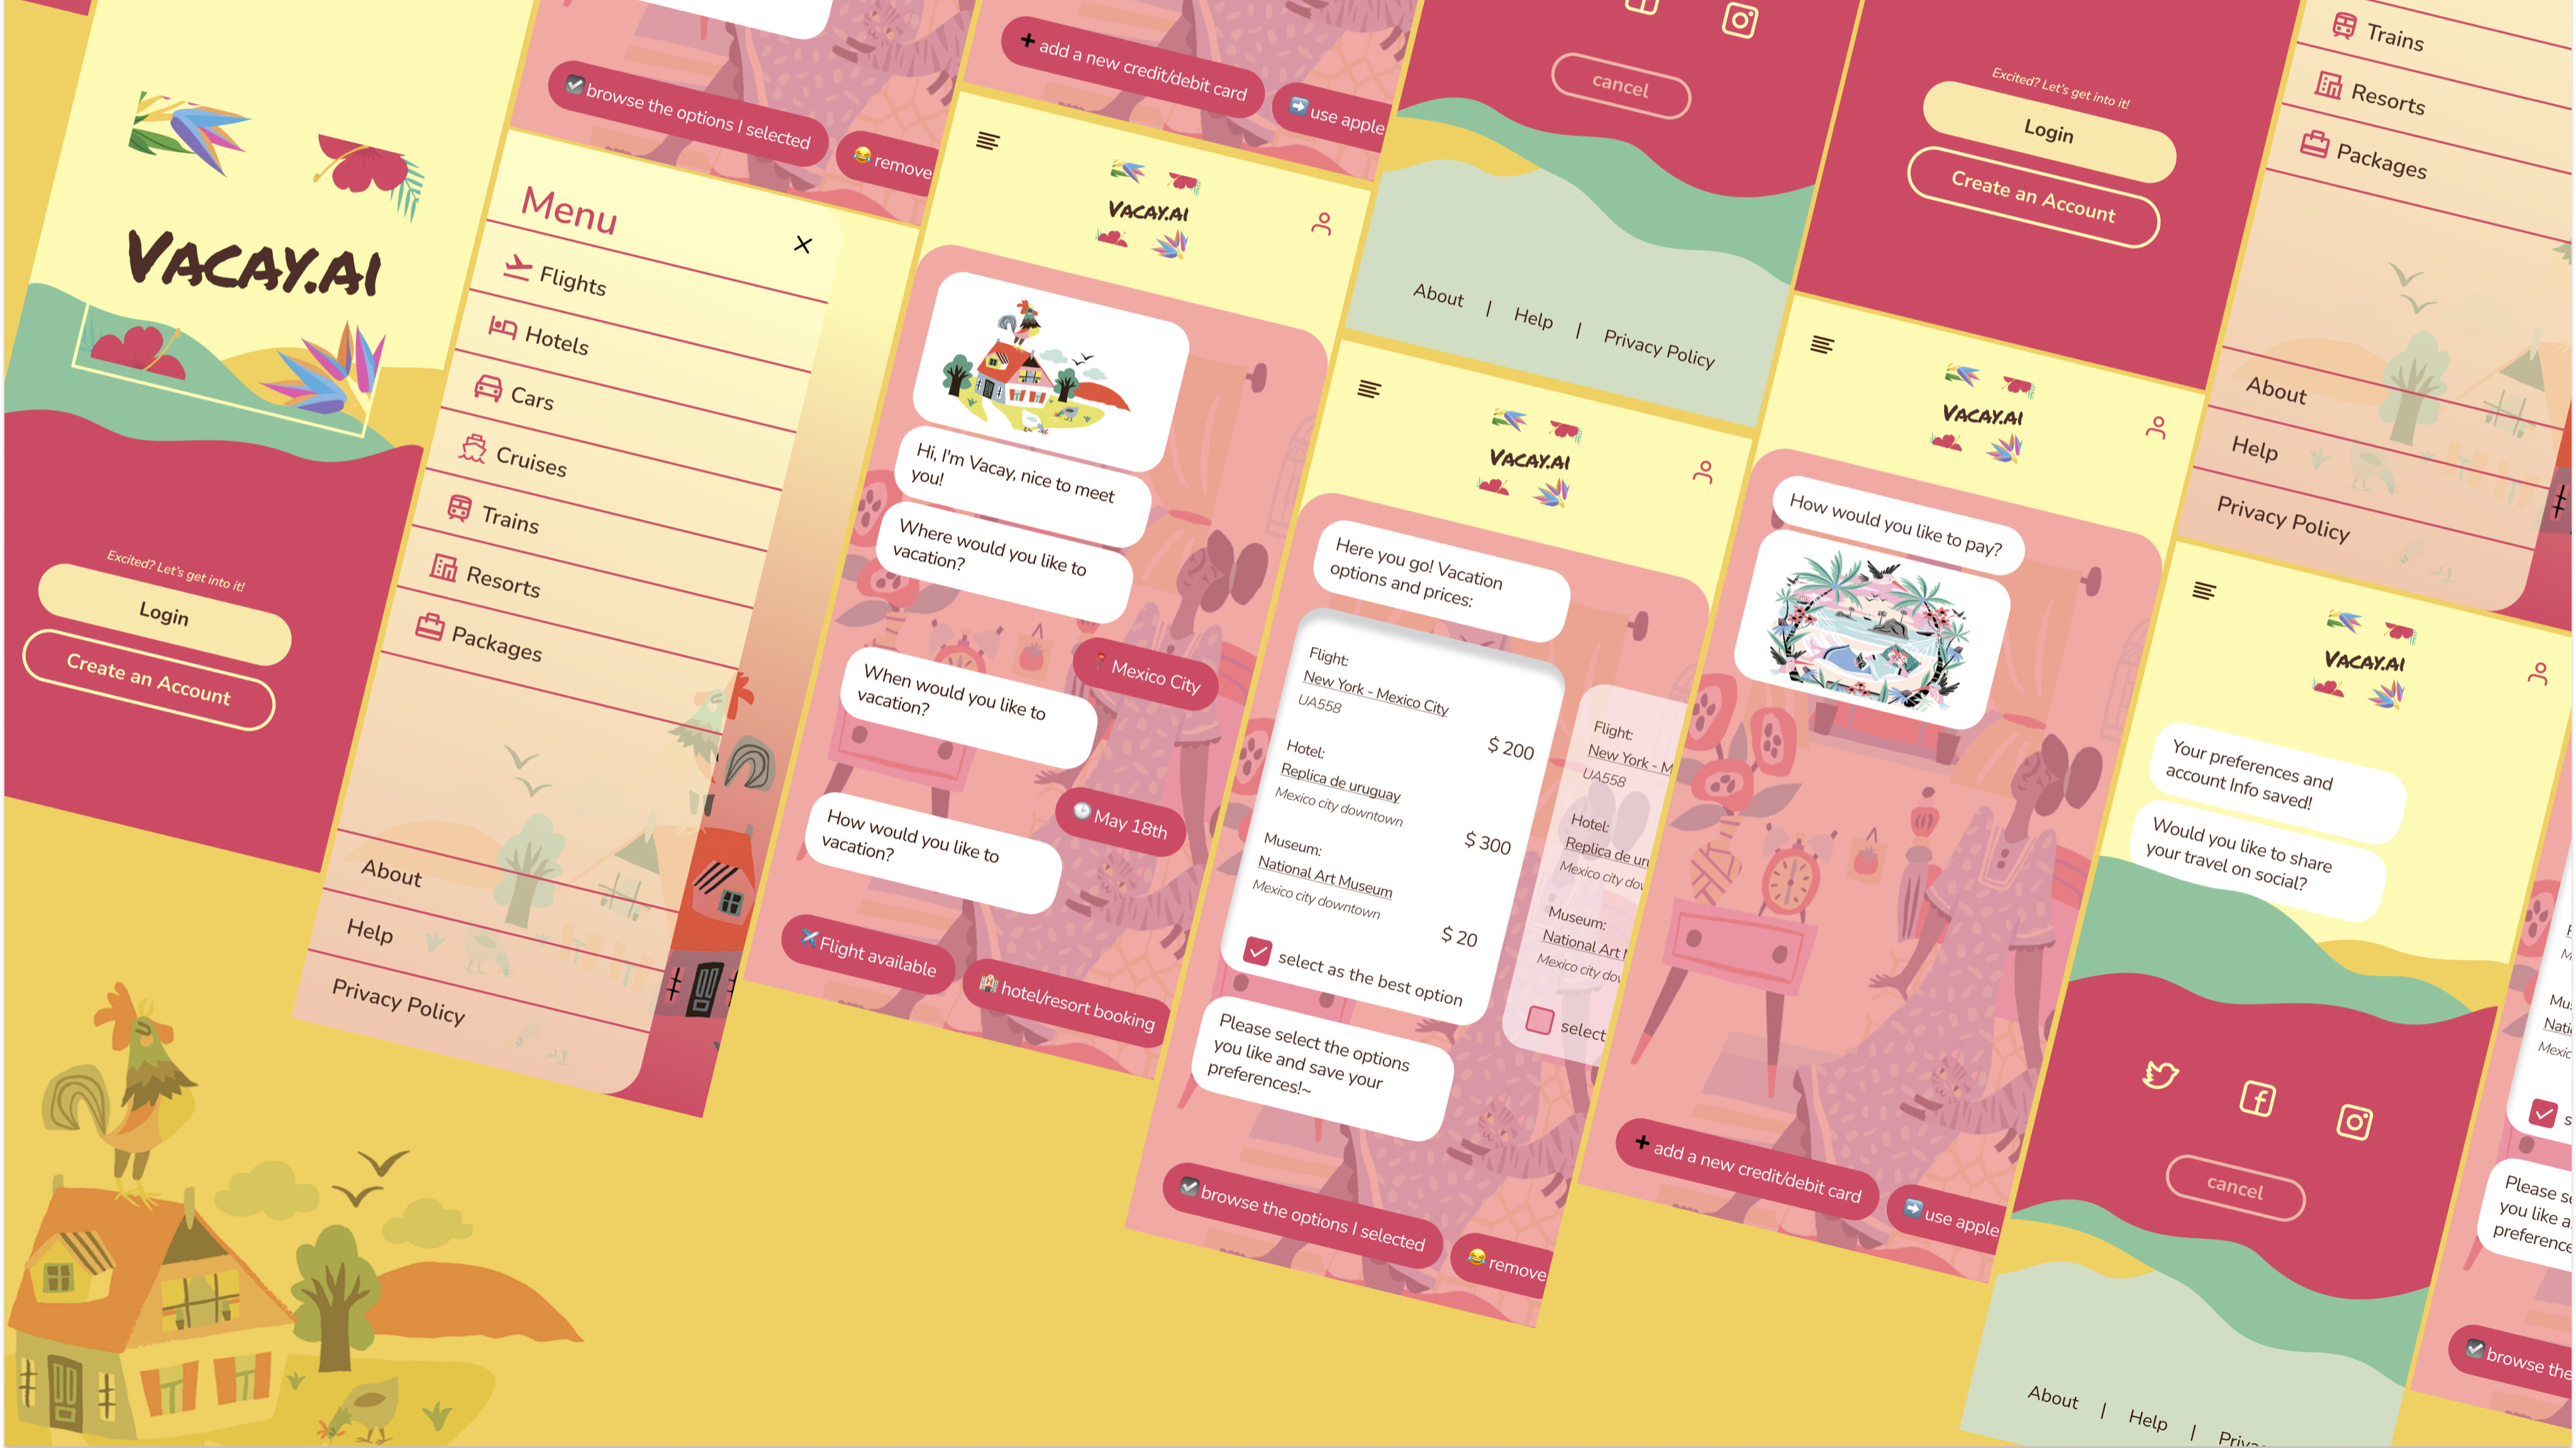 VACAY.AI
Excited? Let's get into it!
Login
Create an Account
browse the options I selected
remove
Menu
Flights
Hotels
Cars
Cruises
Trains
Resorts
Packages
About
Help
Privacy Policy
add a new credit/debit card
use apple
VACAY.AI
Hi, I'm Vacay, nice to meet
you!
Where would you like to
vacation?
Mexico City
When would you like to
vacation?
May 18th
How would you like to
vacation?
Flight available
hotel/resort booking
cancel
About | Help | Privacy Policy
VACAY.AI
Here you go! Vacation
options and prices:
Flight:
New York - Mexico City
UA558
$ 200
Hotel:
Replica de uruguay
Mexico city downtown
$ 300
Museum:
National Art Museum
Mexico city downtown
$ 20
select as the best option
Flight:
New York - M
UA558
Hotel:
Replica de uru
Mexico city dow
Museum:
National Art M
Mexico city dow
select
Please select the options
you like and save your
preferences!~
browse the options I selected
remove
Excited? Let's get into it!
Login
Create an Account
VACAY.AI
How would you like to pay?
add a new credit/debit card
use apple
Trains
Resorts
Packages
About
Help
Privacy Policy
VACAY.AI
Your preferences and
account Info saved!
Would you like to share
your travel on social?
cancel
About | Help |
Please se
you like a
preference
browse the